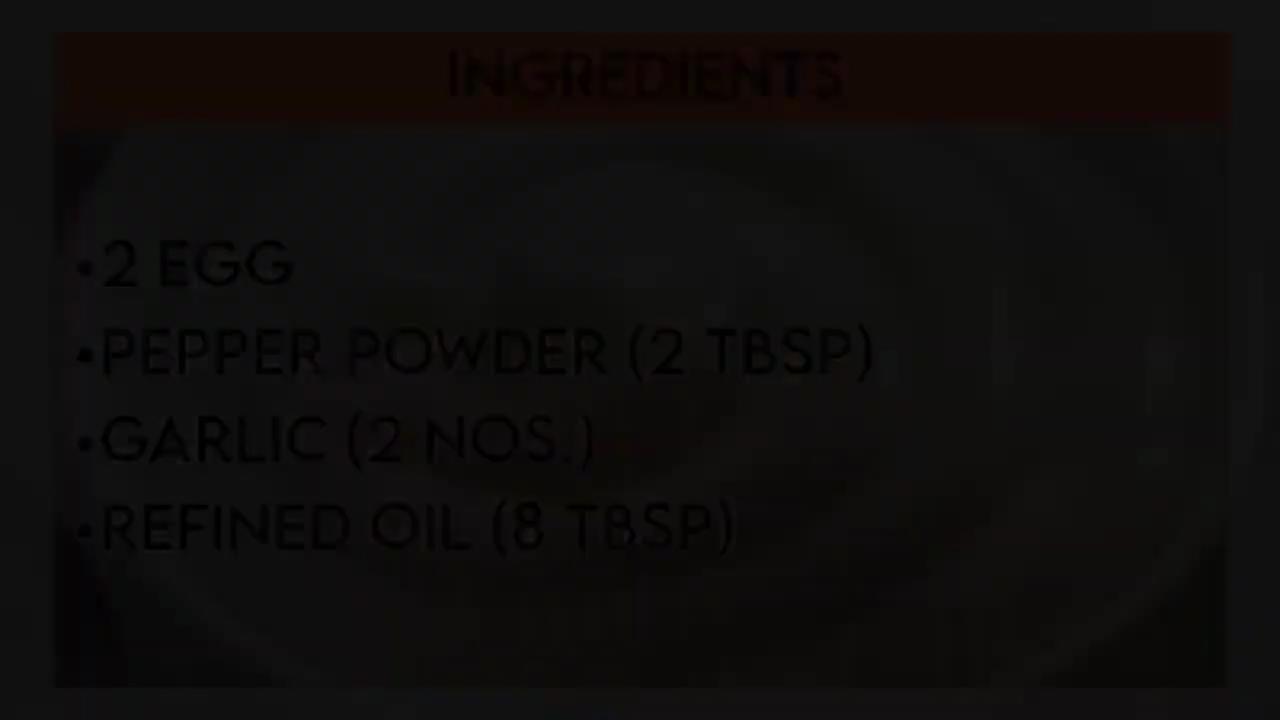 INGREDIENTS
•2 EGG
•PEPPER POWDER (2 TBSP)
•GARLIC (2 NOS.)
•REFINED OIL (8 TBSP)